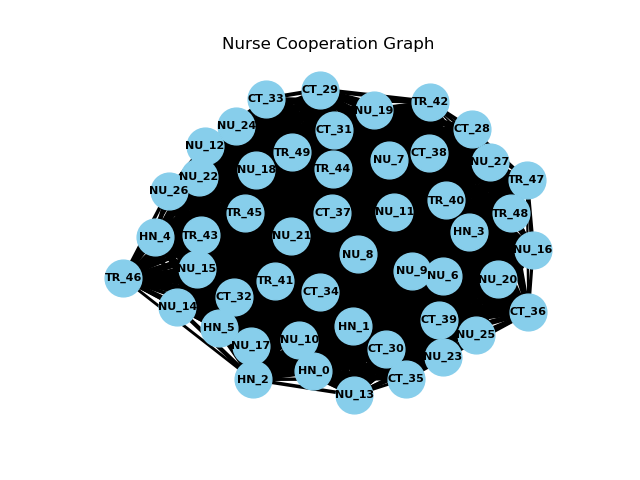 Nurse Cooperation Graph
CT_29
CT_33
TR_42
NU_19
NU_24
CT_31
CT_28
NU_12
TR_49
CT_38
NU_7
NU_27
NU_18
TR_44
NU_22
TR_47
NU_26
TR_40
TR_45
CT_37
NU_11
TR_48
HN_3
HN_4
TR_43
NU_21
NU_16
NU_8
NU_15
NU_9
NU_6
TR_46
NU_20
TR_41
CT_34
CT_32
NU_14
CT_36
CT_39
HN_5
HN_1
NU_25
NU_10
NU_17
CT_30
NU_23
HN_0
HN_2
CT_35
NU_13